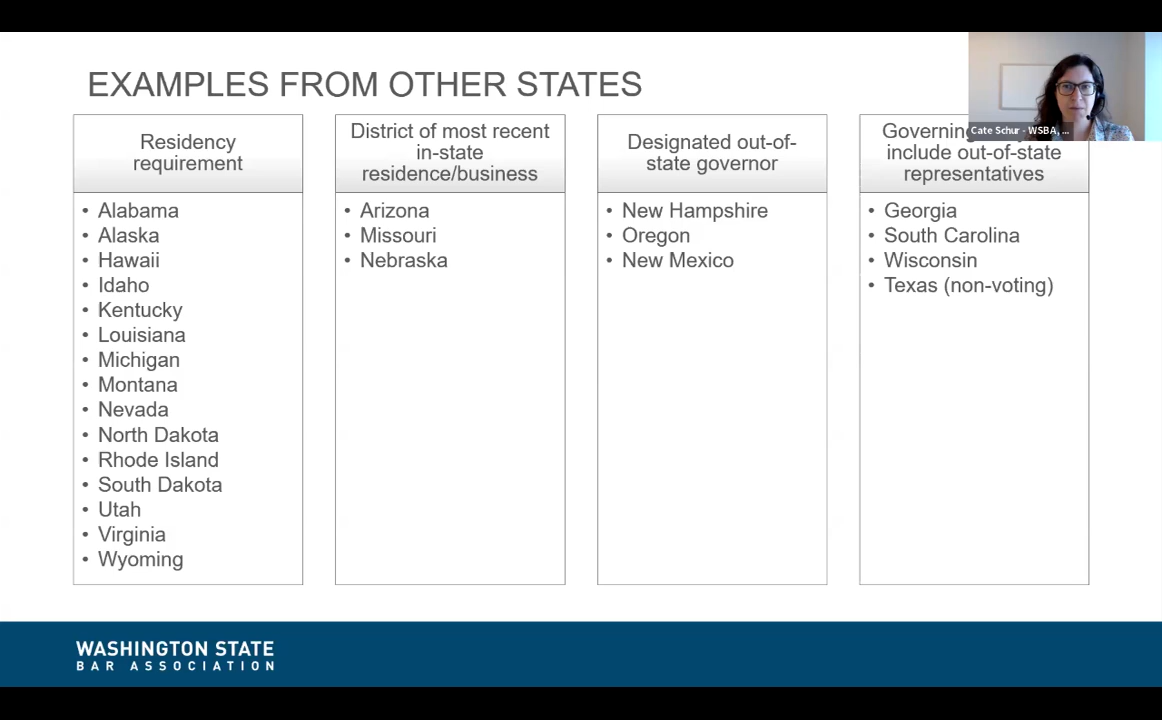 EXAMPLES FROM OTHER STATES
Cate Schur - WSBA, ...
Residency
requirement
• Alabama
• Alaska
• Hawaii
• Idaho
• Kentucky
• Louisiana
• Michigan
• Montana
• Nevada
• North Dakota
• Rhode Island
• South Dakota
• Utah
• Virginia
• Wyoming
District of most recent
in-state
residence/business
• Arizona
• Missouri
• Nebraska
Designated out-of-
state governor
• New Hampshire
• Oregon
• New Mexico
Governing
include out-of-state
representatives
• Georgia
• South Carolina
• Wisconsin
• Texas (non-voting)
WASHINGTON STATE
BAR ASSOCIATION